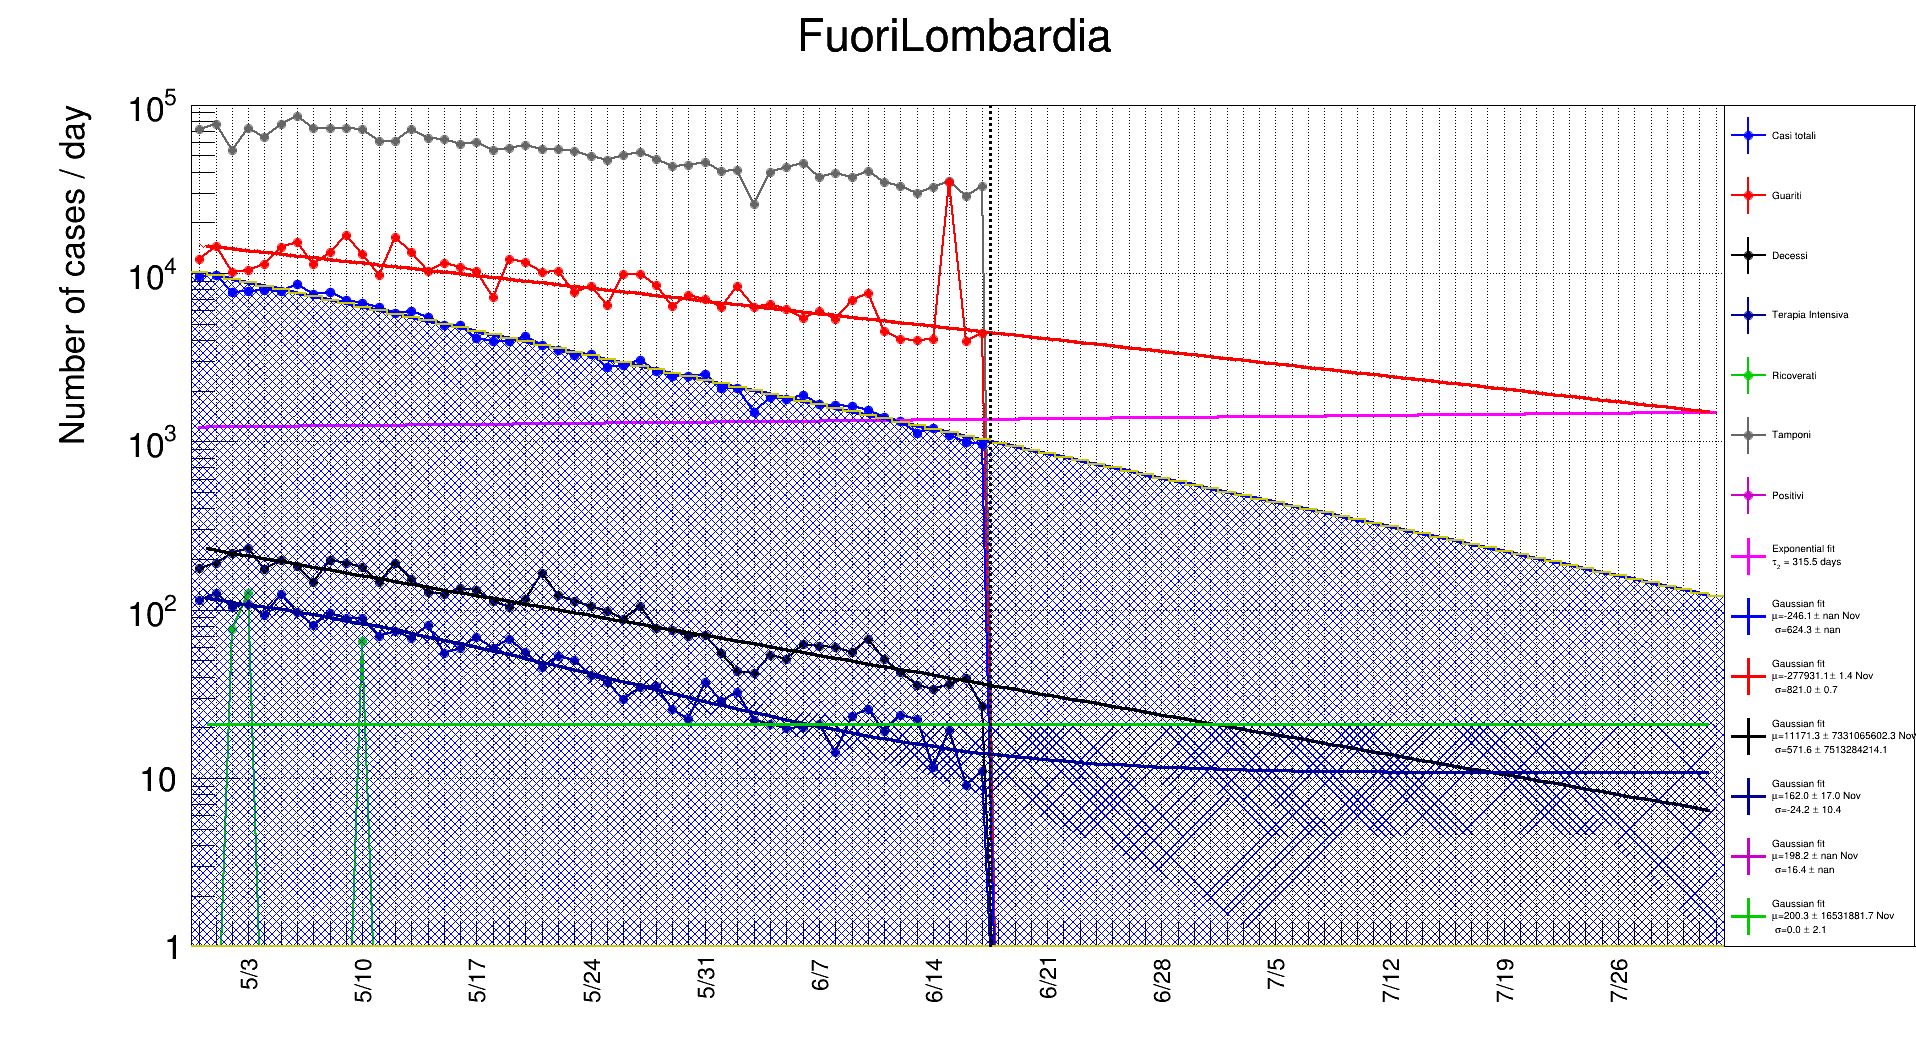 FuoriLombardia
Number of cases / day
10^5
10^4
10^3
10^2
10
1
5/3
5/10
5/17
5/24
5/31
6/7
6/14
6/21
6/28
7/5
7/12
7/19
7/26
Casi totali
Guariti
Decessi
Terapia Intensiva
Ricoverati
Tamponi
Positivi
Exponential fit
τ₂ = 315.5 days
Gaussian fit
μ=-246.1 ± nan Nov
σ=624.3 ± nan
Gaussian fit
μ=-277931.1 ± 1.4 Nov
σ=821.0 ± 0.7
Gaussian fit
μ=11171.3 ± 7331065602.3 Nov
σ=571.6 ± 7513284214.1
Gaussian fit
μ=162.0 ± 17.0 Nov
σ=-24.2 ± 10.4
Gaussian fit
μ=198.2 ± nan Nov
σ=16.4 ± nan
Gaussian fit
μ=200.3 ± 16531881.7 Nov
σ=0.0 ± 2.1